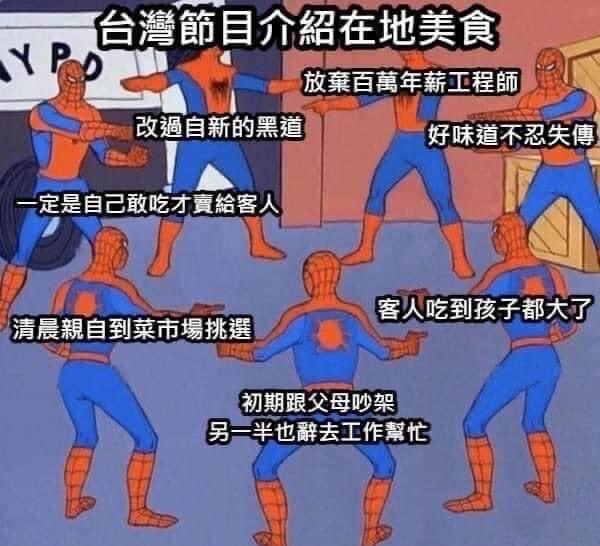 台灣節目介紹在地美食
NYPD
放棄百萬年薪工程師
改過自新的黑道
好味道不忍失傳
一定是自己敢吃才賣給客人
客人吃到孩子都大了
清晨親自到菜市場挑選
初期跟父母吵架
另一半也辭去工作幫忙